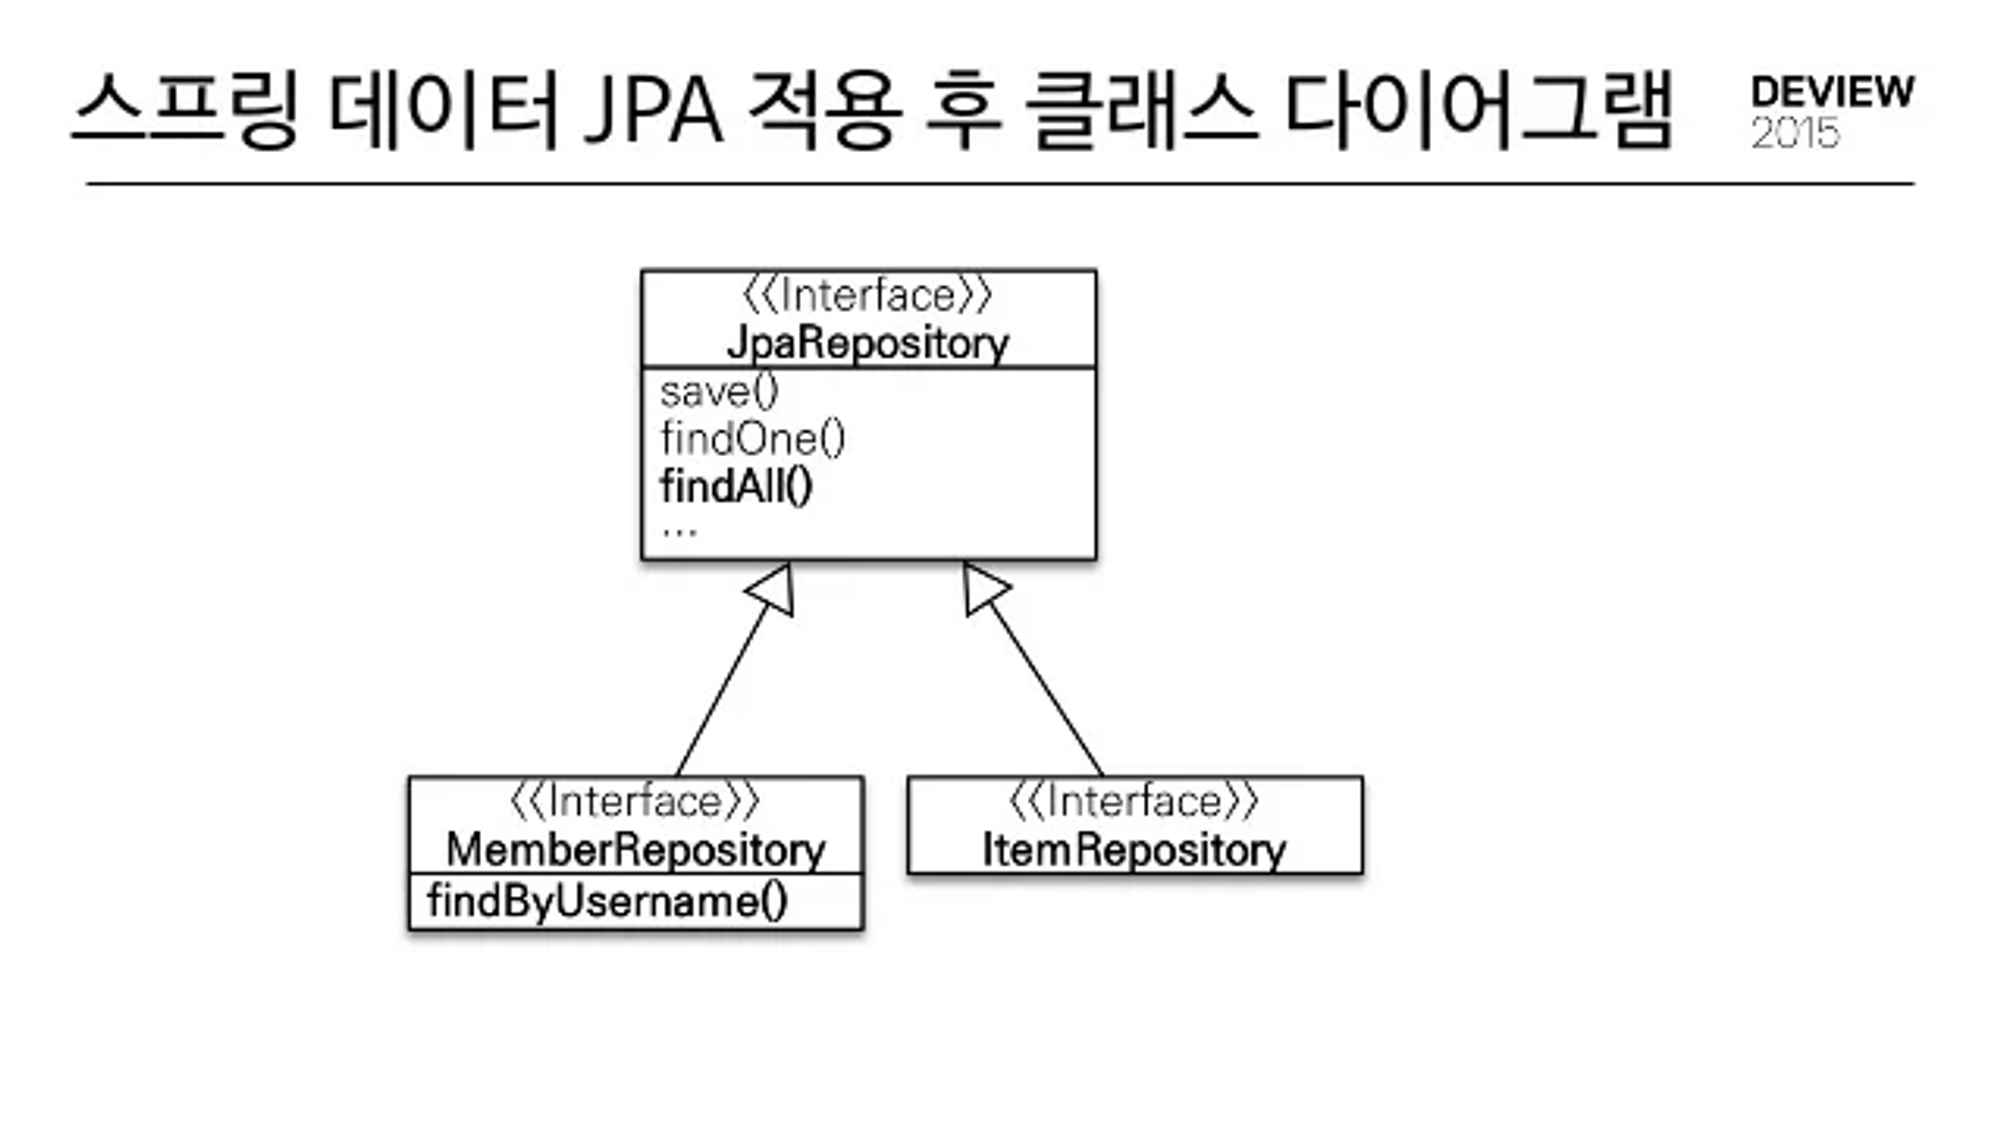 스프링 데이터 JPA 적용 후 클래스 다이어그램
DEVIEW
2015
<<Interface>>
JpaRepository
save()
findOne()
findAll()
...
<<Interface>>
MemberRepository
findByUsername()
<<Interface>>
ItemRepository